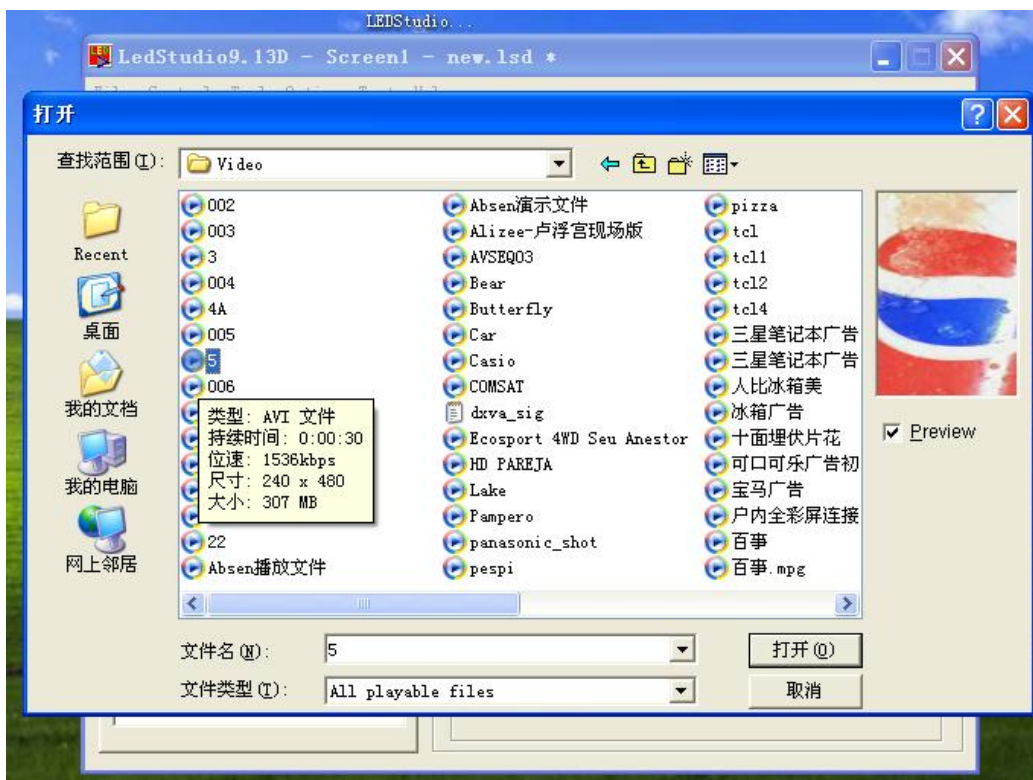 LEDStudio...
LedStudio9.13D - Screen1 - new.lsd *
打开
查找范围(I):
Video
Recent
桌面
我的文档
我的电脑
网上邻居
002
003
3
004
4A
005
5
006
类型: AVI 文件
持续时间: 0:00:30
位速: 1536kbps
尺寸: 240 x 480
大小: 307 MB
22
Absen播放文件
Absen演示文件
Alizee-卢浮宫现场版
AVSEQ03
Bear
Butterfly
Car
Casio
COMSAT
dxva_sig
Ecosport 4WD Seu Anestor
HD PAREJA
Lake
Pampero
panasonic_shot
pespi
pizza
tcl
tcl1
tcl2
tcl4
三星笔记本广告
三星笔记本广告
人比冰箱美
冰箱广告
十面埋伏片花
可口可乐广告初
宝马广告
户内全彩屏连接
百事
百事.mpg
Preview
文件名(N):
5
打开(O)
文件类型(T):
All playable files
取消